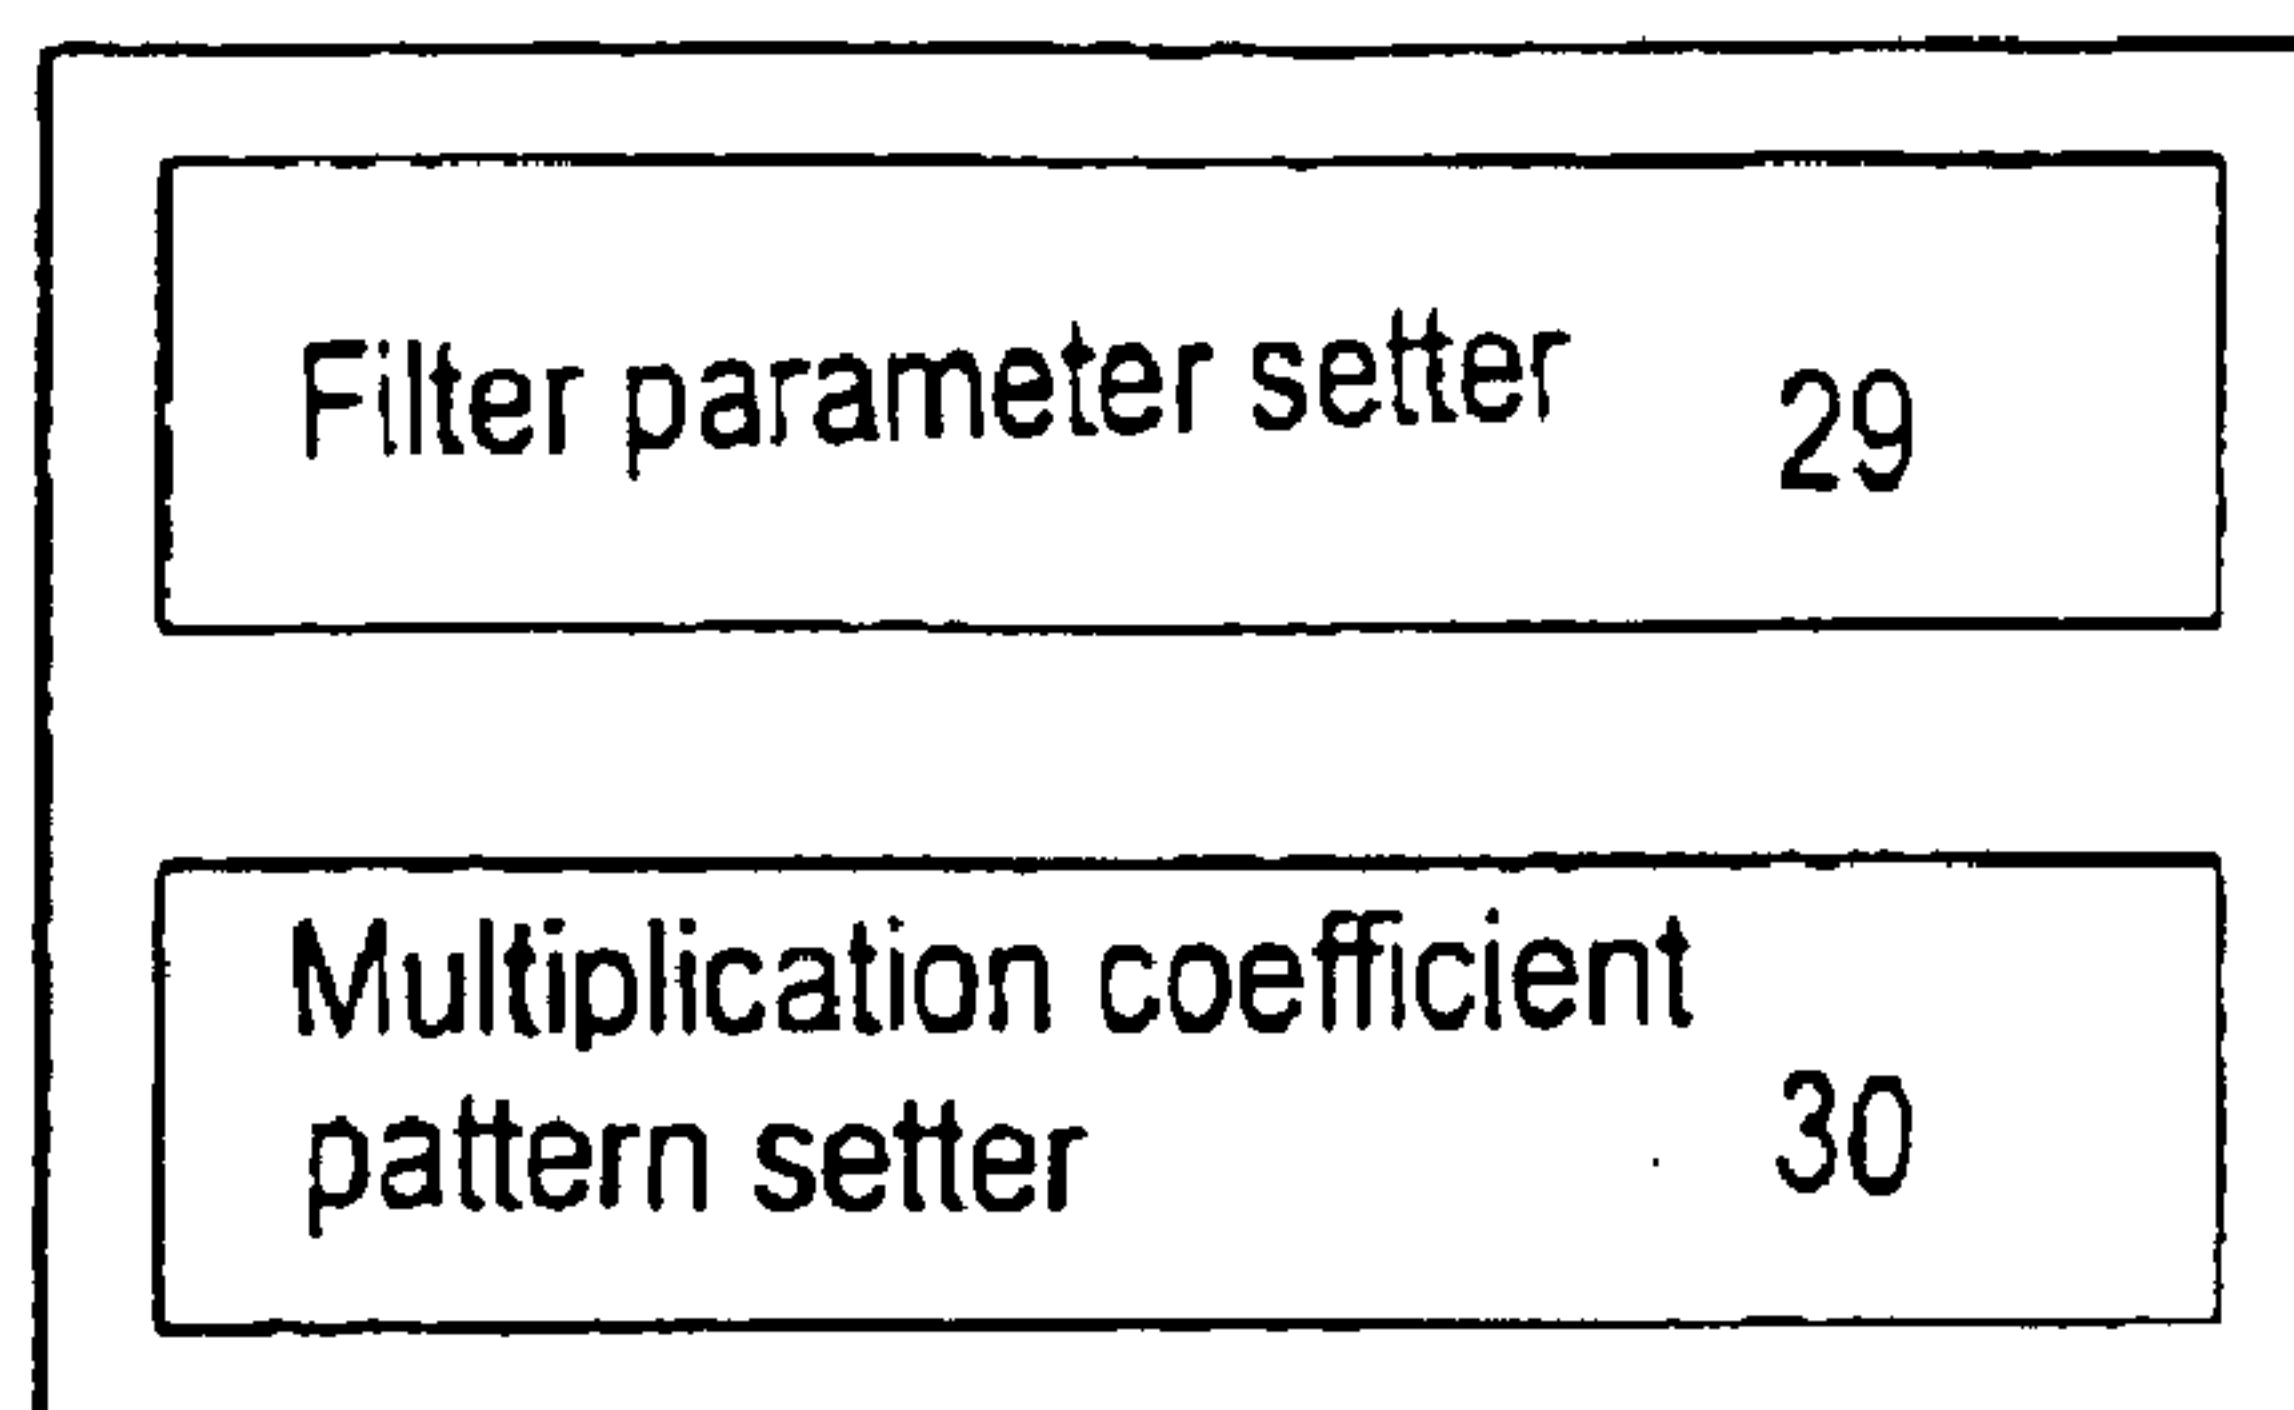 Filter parameter setter
29
Multiplication coefficient
pattern setter
30